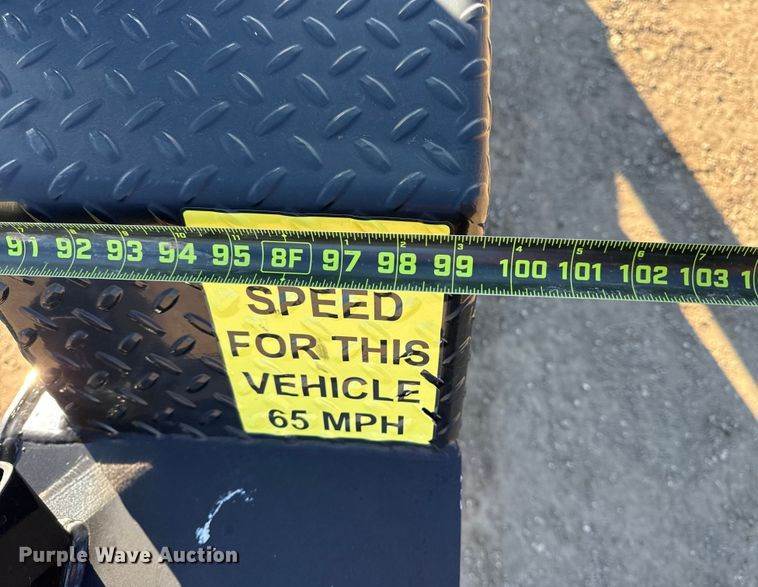 91 92 93 94 95 8F 97 98 99 100 101 102 103 1
SPEED
FOR THIS
VEHICLE
65 MPH
Purple Wave Auction